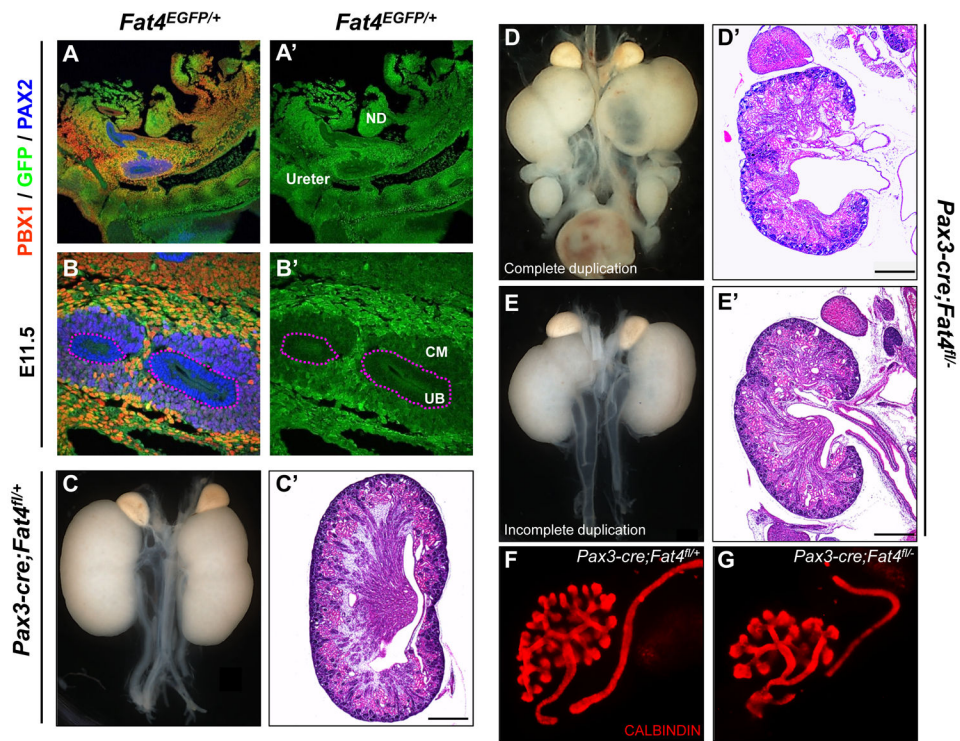 Fat4EGFP/+
Fat4EGFP/+
PBX1 / GFP / PAX2
E11.5
A
A'
ND
Ureter
B
B'
CM
UB
Pax3-cre;Fat4fl/+
C
C'
D
Complete duplication
D'
E
Incomplete duplication
E'
Pax3-cre;Fat4fl/-
F
Pax3-cre;Fat4fl/+
CALBINDIN
G
Pax3-cre;Fat4fl/-